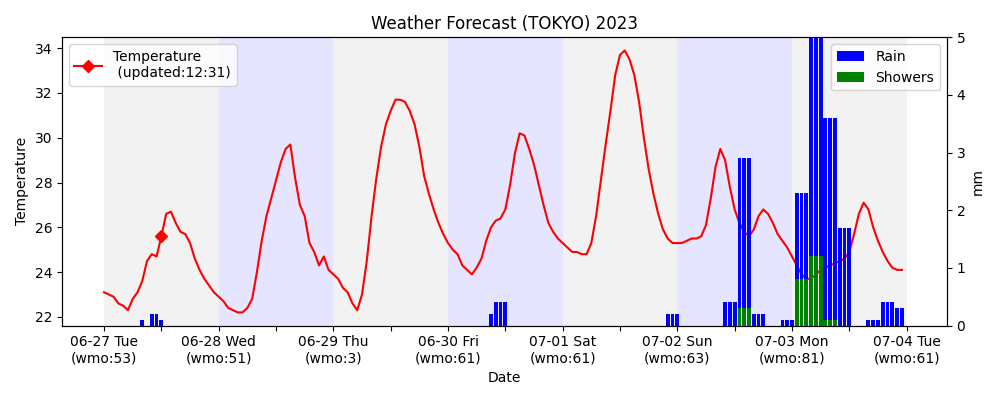 Weather Forecast (TOKYO) 2023
Temperature
(updated:12:31)
Rain
Showers
34
32
30
28
26
24
22
Temperature
5
4
3
2
1
0
mm
06-27 Tue
(wmo:53)
06-28 Wed
(wmo:51)
06-29 Thu
(wmo:3)
06-30 Fri
(wmo:61)
07-01 Sat
(wmo:61)
07-02 Sun
(wmo:63)
07-03 Mon
(wmo:81)
07-04 Tue
(wmo:61)
Date